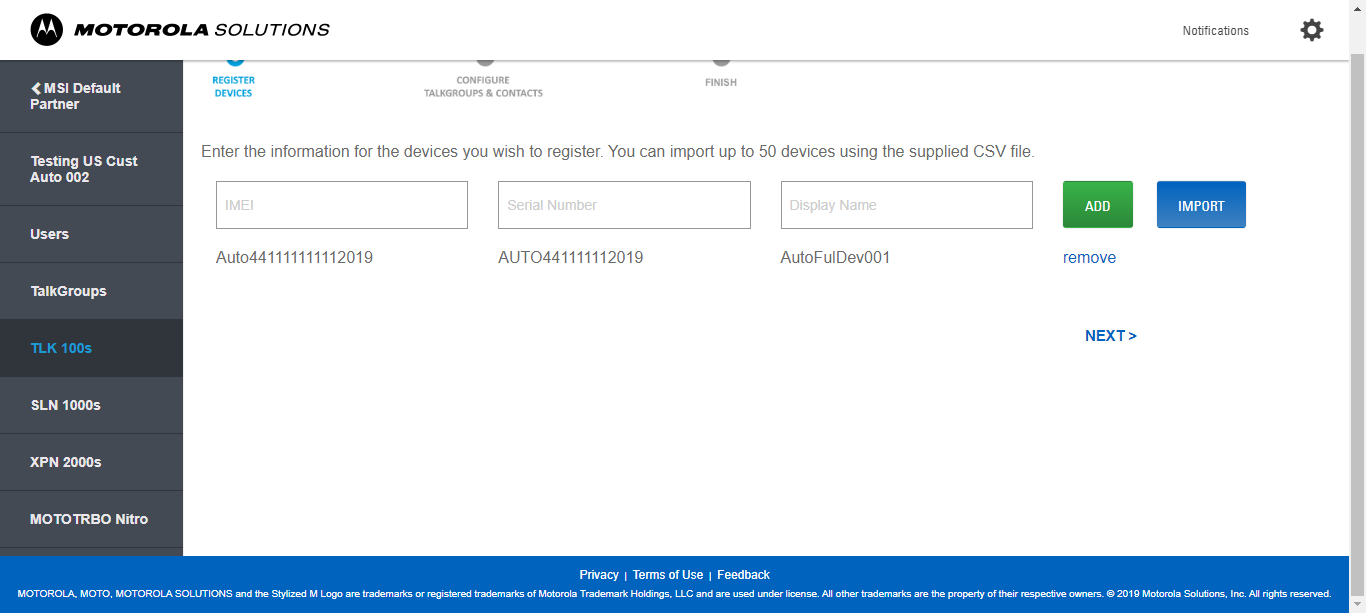 MOTOROLA SOLUTIONS
Notifications
MSI Default
Partner
Testing US Cust
Auto 002
Users
TalkGroups
TLK 100s
SLN 1000s
XPN 2000s
MOTOTRBO Nitro
REGISTER
DEVICES
CONFIGURE
TALKGROUPS & CONTACTS
FINISH
Enter the information for the devices you wish to register. You can import up to 50 devices using the supplied CSV file.
IMEI Serial Number Display Name ADD IMPORT
Auto441111111112019 AUTO441111112019 AutoFulDev001 remove
NEXT >
Privacy | Terms of Use | Feedback
MOTOROLA, MOTO, MOTOROLA SOLUTIONS and the Stylized M Logo are trademarks or registered trademarks of Motorola Trademark Holdings, LLC and are used under license. All other trademarks are the property of their respective owners. © 2019 Motorola Solutions, Inc. All rights reserved.